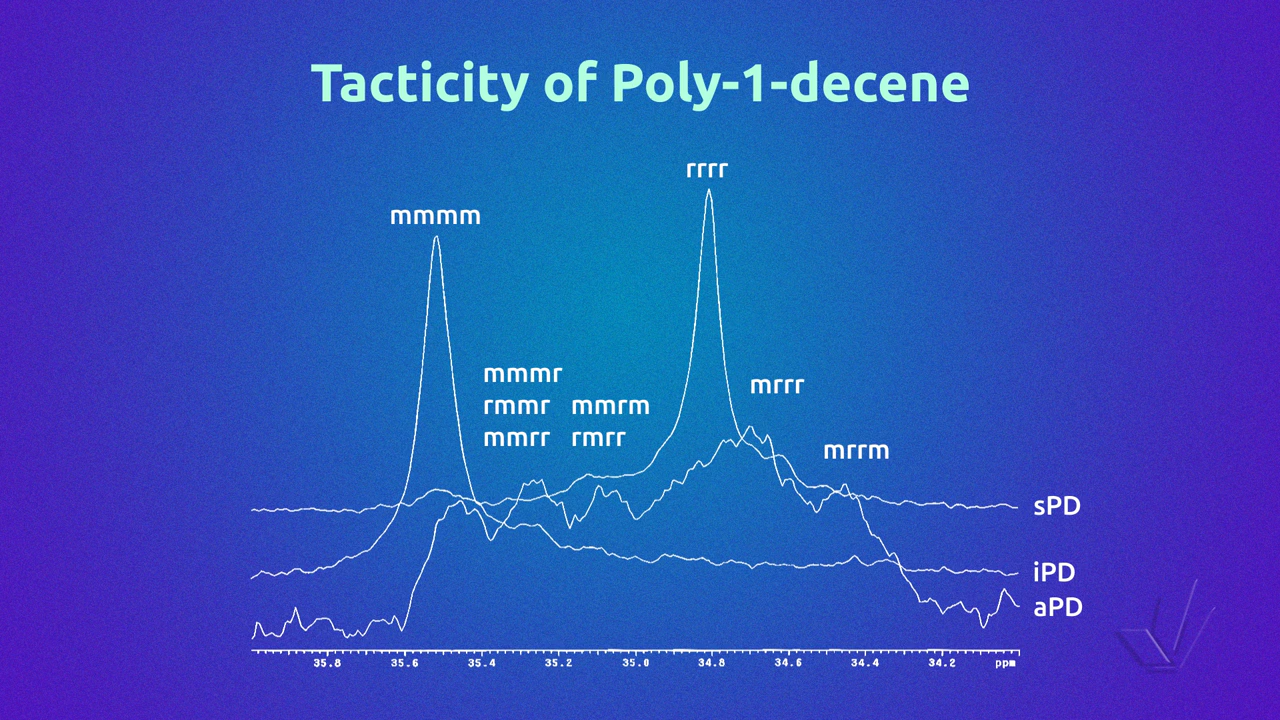 Tacticity of Poly-1-decene
rrrr
mmmm
mmmr
mrrr
rmmr mmrm
mmrr rmrr
mrrm
sPD
iPD
aPD
35.8 35.6 35.4 35.2 35.0 34.8 34.6 34.4 34.2 ppm